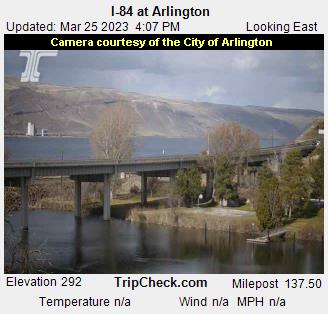 I-84 at Arlington
Updated: Mar 25 2023 4:07 PM Looking East
Camera courtesy of the City of Arlington
Elevation 292 TripCheck.com Milepost 137.50
Temperature n/a Wind n/a MPH n/a